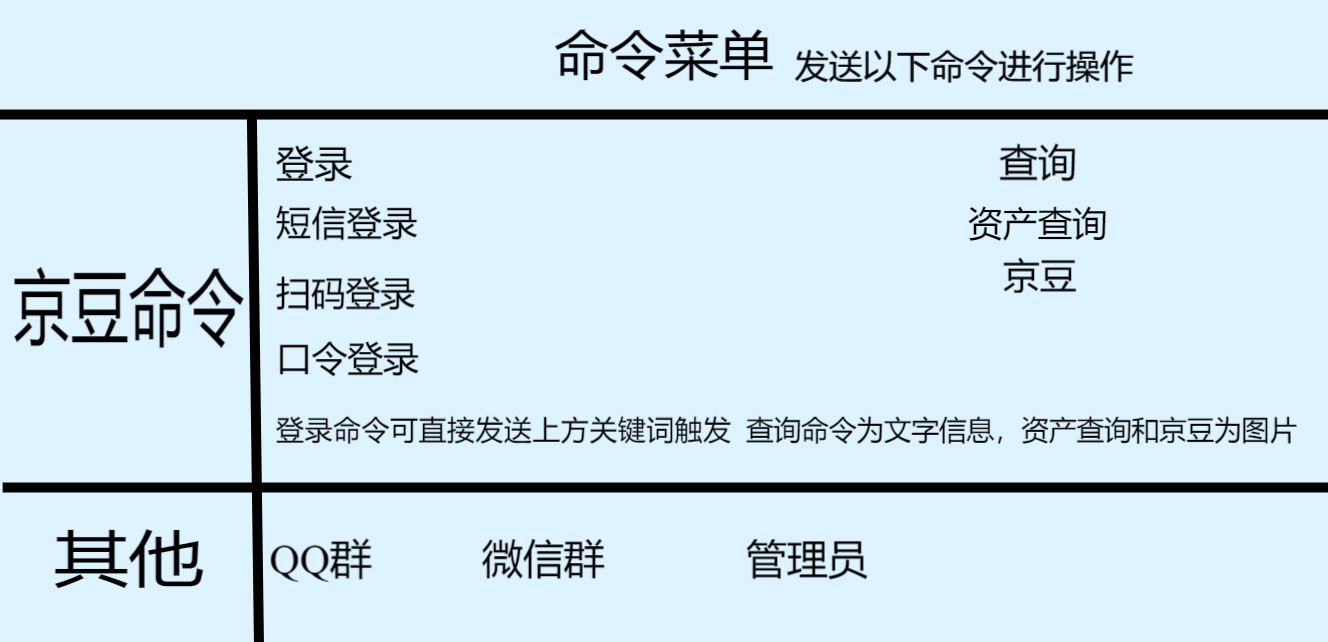 命令菜单 发送以下命令进行操作
京豆命令
登录
短信登录
扫码登录
口令登录
查询
资产查询
京豆
登录命令可直接发送上方关键词触发 查询命令为文字信息，资产查询和京豆为图片
其他
QQ群 微信群 管理员